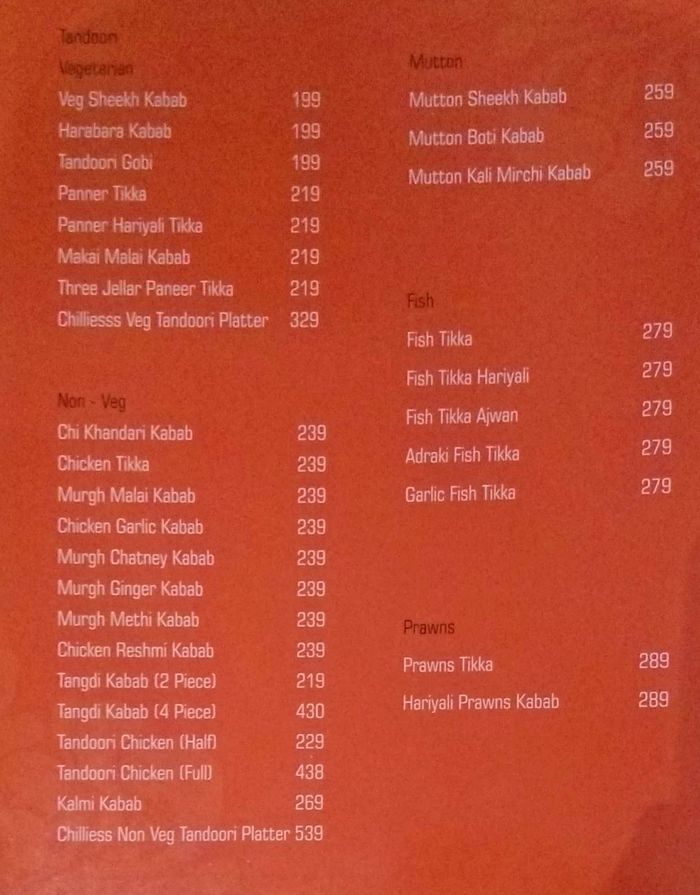 Tandoori
Vegetarian
Veg Sheekh Kabab 199
Harabara Kabab 199
Tandoori Gobi 199
Panner Tikka 219
Panner Hariyali Tikka 219
Makai Malai Kabab 219
Three Jellar Paneer Tikka 219
Chilliesss Veg Tandoori Platter 329
Non - Veg
Chi Khandari Kabab 239
Chicken Tikka 239
Murgh Malai Kabab 239
Chicken Garlic Kabab 239
Murgh Chatney Kabab 239
Murgh Ginger Kabab 239
Murgh Methi Kabab 239
Chicken Reshmi Kabab 239
Tangdi Kabab (2 Piece) 219
Tangdi Kabab (4 Piece) 430
Tandoori Chicken (Half) 229
Tandoori Chicken (Full) 438
Kalmi Kabab 269
Chilliess Non Veg Tandoori Platter 539
Mutton
Mutton Sheekh Kabab 259
Mutton Boti Kabab 259
Mutton Kali Mirchi Kabab 259
Fish
Fish Tikka 279
Fish Tikka Hariyali 279
Fish Tikka Ajwan 279
Adraki Fish Tikka 279
Garlic Fish Tikka 279
Prawns
Prawns Tikka 289
Hariyali Prawns Kabab 289